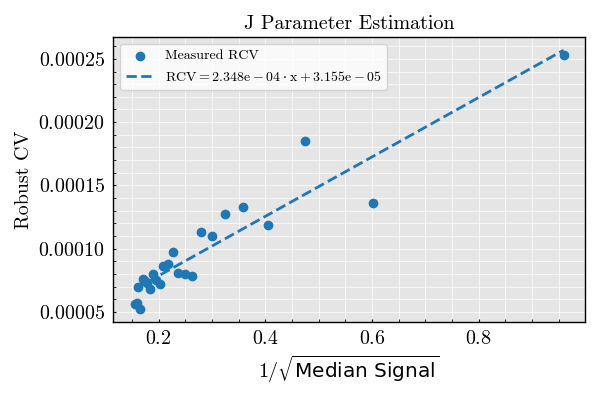 J Parameter Estimation
Measured RCV
RCV = 2.348e − 04 · x + 3.155e − 05
Robust CV
0.00025
0.00020
0.00015
0.00010
0.00005
0.2 0.4 0.6 0.8
1/√Median Signal